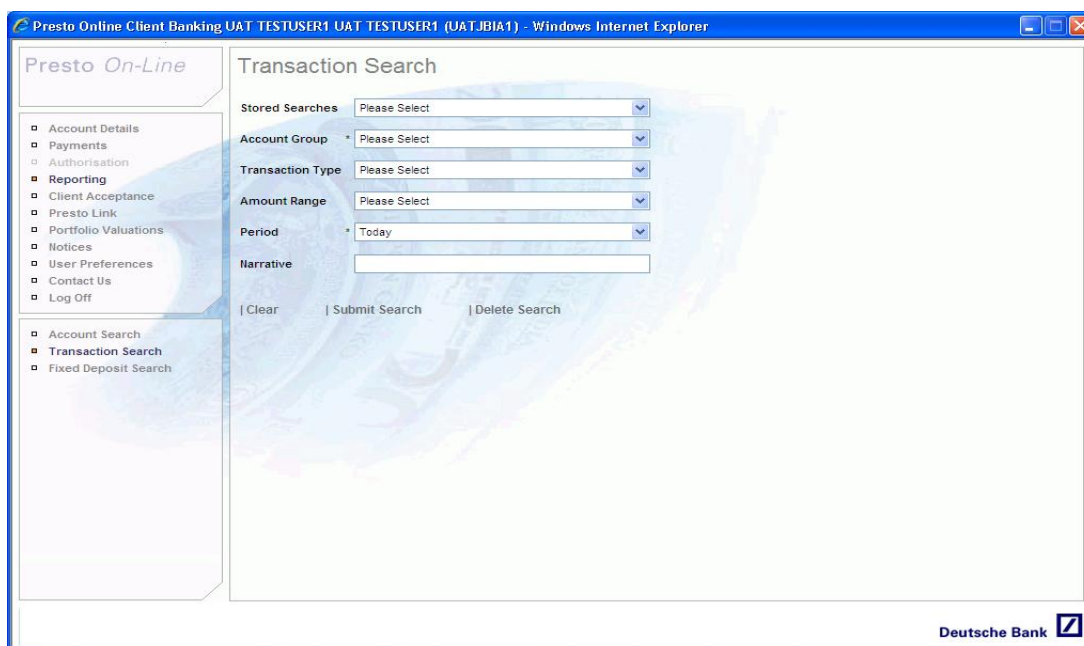 Presto Online Client Banking UAT TESTUSER1 UAT TESTUSER1 (UATJBIA1) - Windows Internet Explorer
Presto On-Line
Account Details
Payments
Authorisation
Reporting
Client Acceptance
Presto Link
Portfolio Valuations
Notices
User Preferences
Contact Us
Log Off
Account Search
Transaction Search
Fixed Deposit Search
Transaction Search
Stored Searches Please Select
Account Group * Please Select
Transaction Type Please Select
Amount Range Please Select
Period * Today
Narrative
| Clear | Submit Search | Delete Search
Deutsche Bank